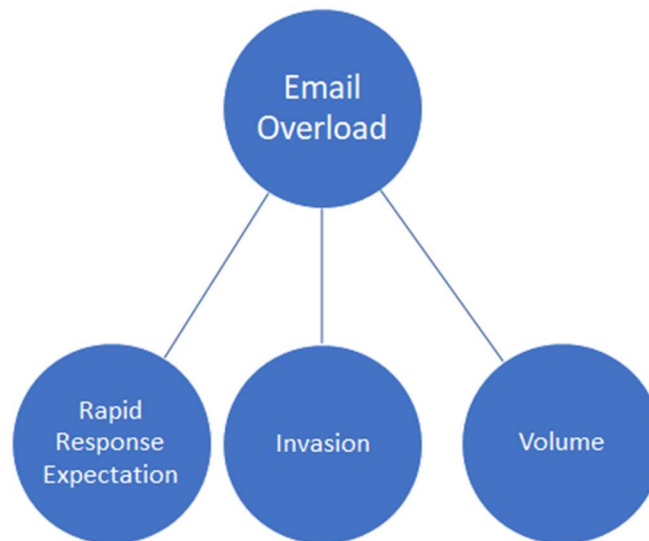 Email
Overload
Rapid
Response
Expectation
Invasion
Volume